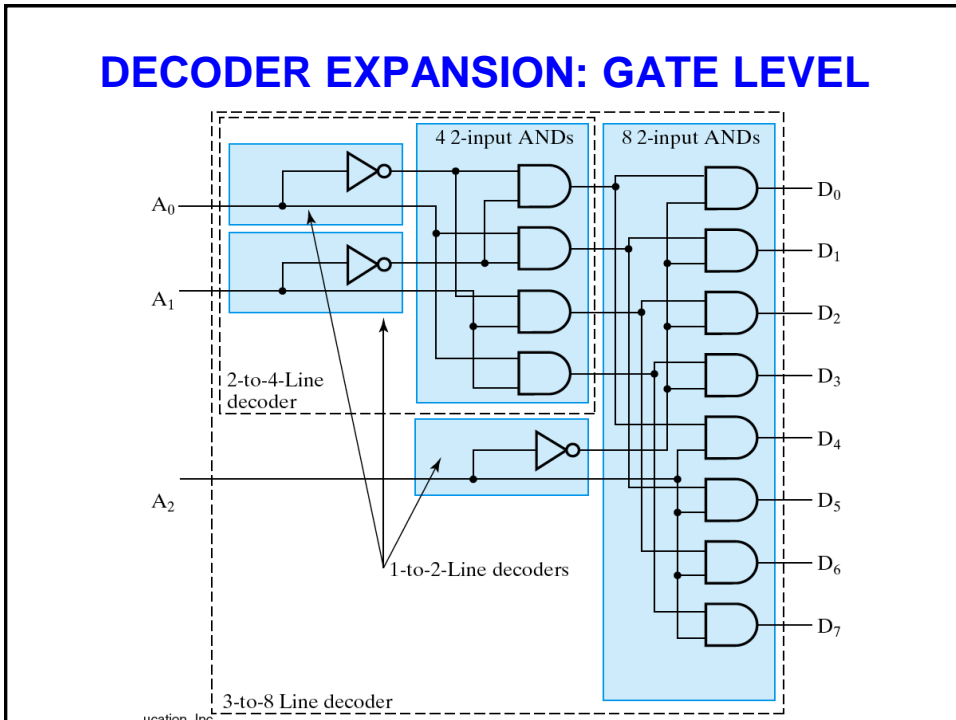 DECODER EXPANSION: GATE LEVEL
4 2-input ANDs
8 2-input ANDs
A₀
A₁
2-to-4-Line
decoder
A₂
1-to-2-Line decoders
D₀
D₁
D₂
D₃
D₄
D₅
D₆
D₇
3-to-8 Line decoder
ucation, Inc